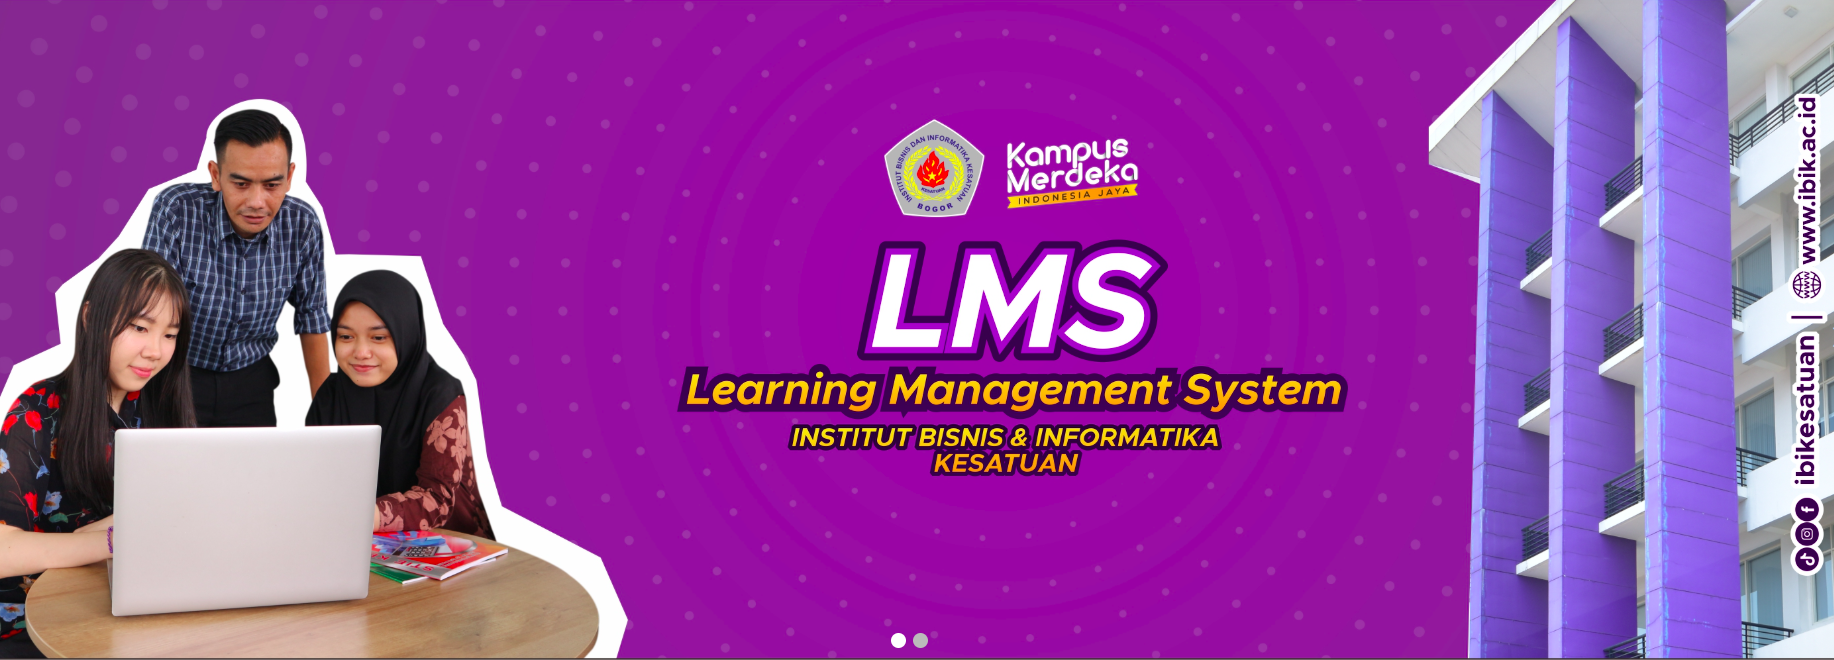 INSTITUT BISNIS DAN INFORMATIKA KESATUAN
KESATUAN
BOGOR
Kampus
Merdeka
INDONESIA JAYA
LMS
Learning Management System
INSTITUT BISNIS & INFORMATIKA
KESATUAN
ibikesatuan | www.ibik.ac.id